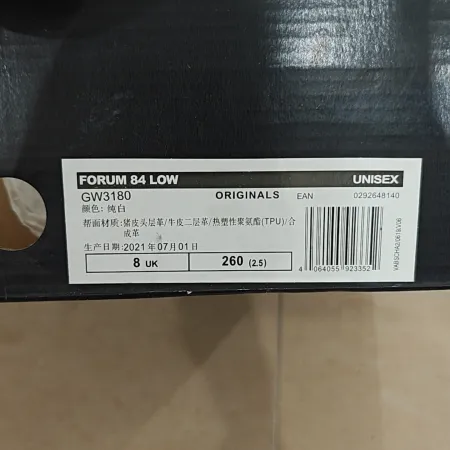 FORUM 84 LOW UNISEX
GW3180 ORIGINALS EAN 0292648140
颜色: 纯白
帮面材质: 猪皮头层革/牛皮二层革/热塑性聚氨酯(TPU)/合
成革
生产日期:2021年07月01日
8 UK 260 (2.5)
4 064055 923352